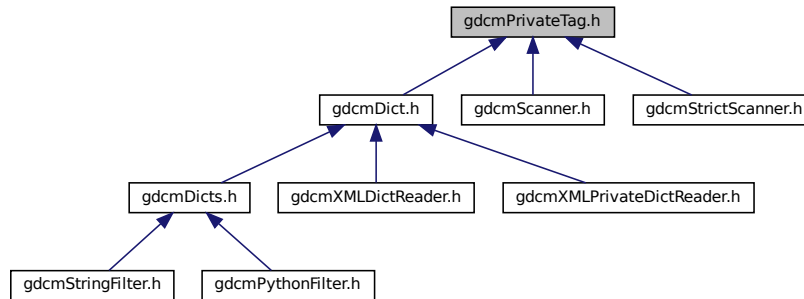 gdcmPrivateTag.h
gdcmDict.h
gdcmScanner.h
gdcmStrictScanner.h
gdcmDicts.h
gdcmXMLDictReader.h
gdcmXMLPrivateDictReader.h
gdcmStringFilter.h
gdcmPythonFilter.h